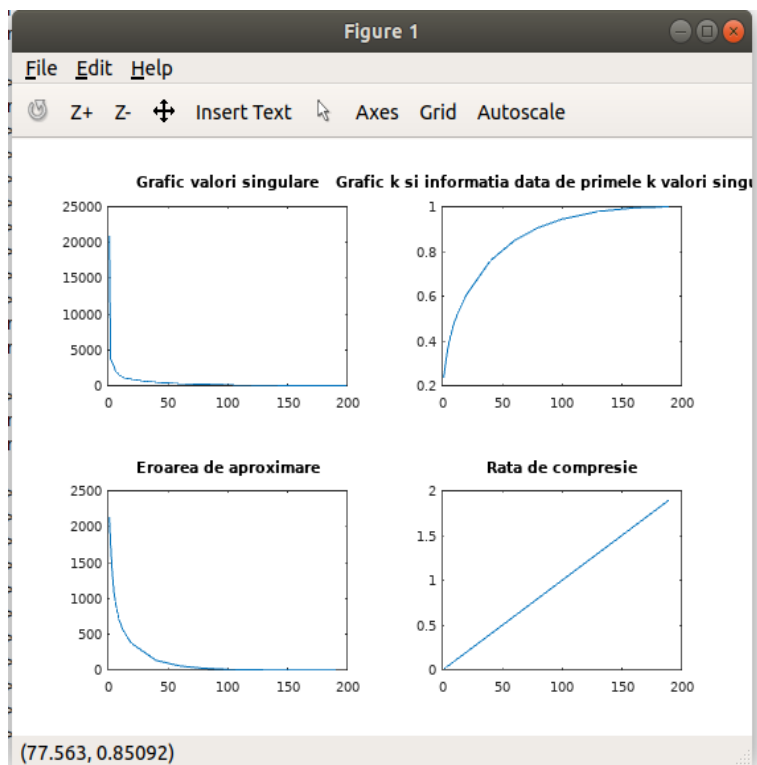 Figure 1
File Edit Help
Z+ Z- Insert Text Axes Grid Autoscale
Grafic valori singulare
25000
20000
15000
10000
5000
0
0 50 100 150 200
Grafic k si informatia data de primele k valori singu
1
0.8
0.6
0.4
0.2
0 50 100 150 200
Eroarea de aproximare
2500
2000
1500
1000
500
0
0 50 100 150 200
Rata de compresie
2
1.5
1
0.5
0
0 50 100 150 200
(77.563, 0.85092)